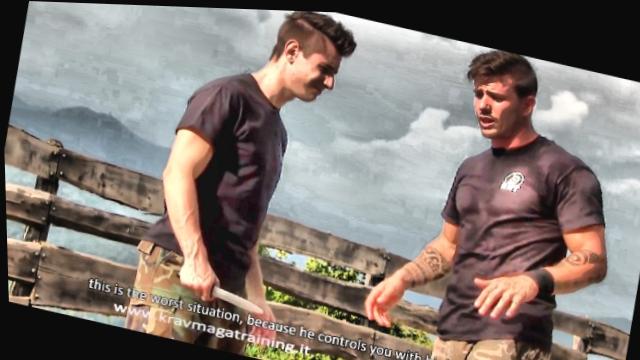 this is the worst situation, because he controls you with
www.kravmagatraining.it